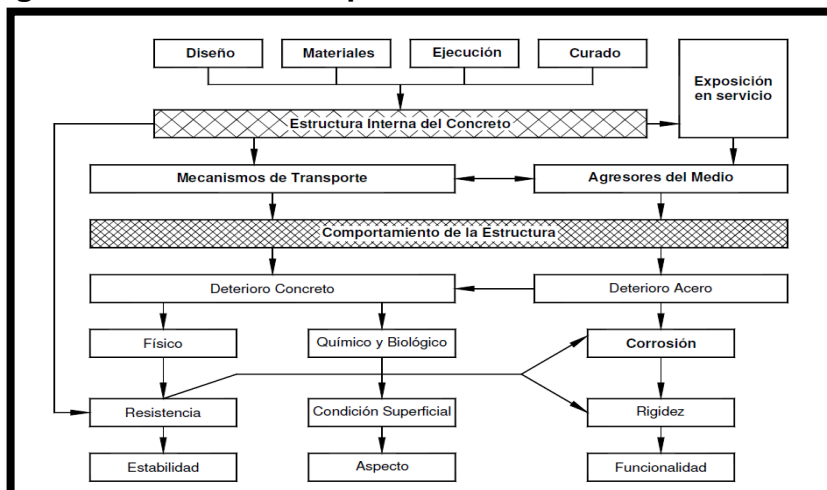 Diseño
Materiales
Ejecución
Curado
Exposición
en servicio
Estructura Interna del Concreto
Mecanismos de Transporte
Agresores del Medio
Comportamiento de la Estructura
Deterioro Concreto
Deterioro Acero
Físico
Químico y Biológico
Corrosión
Resistencia
Condición Superficial
Rigidez
Estabilidad
Aspecto
Funcionalidad